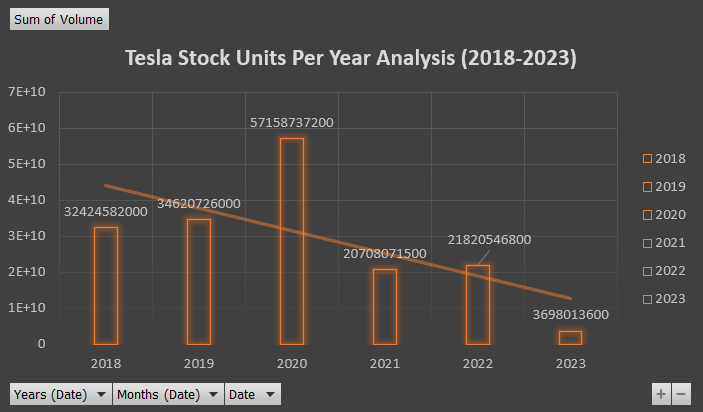 Sum of Volume
Tesla Stock Units Per Year Analysis (2018-2023)
7E+10
6E+10
5E+10
4E+10
3E+10
2E+10
1E+10
0
32424582000
34620726000
57158737200
20708071500
21820546800
3698013600
2018 2019 2020 2021 2022 2023
2018
2019
2020
2021
2022
2023
Years (Date) Months (Date) Date
+ -